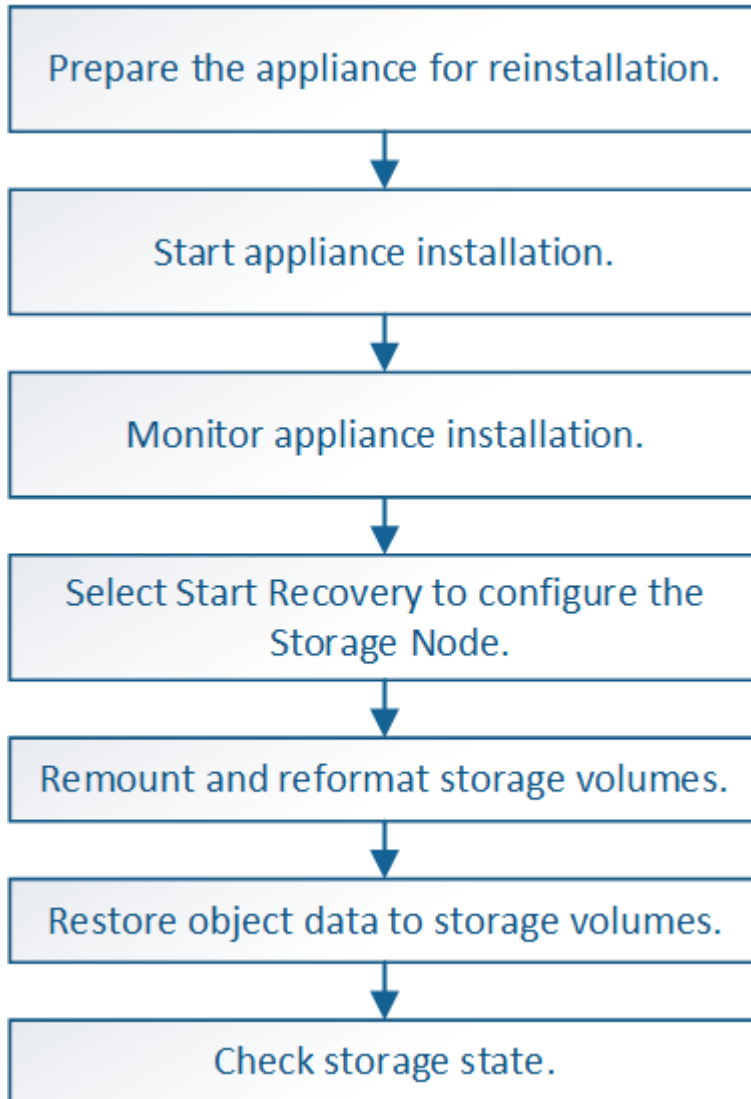 Prepare the appliance for reinstallation.
Start appliance installation.
Monitor appliance installation.
Select Start Recovery to configure the
Storage Node.
Remount and reformat storage volumes.
Restore object data to storage volumes.
Check storage state.